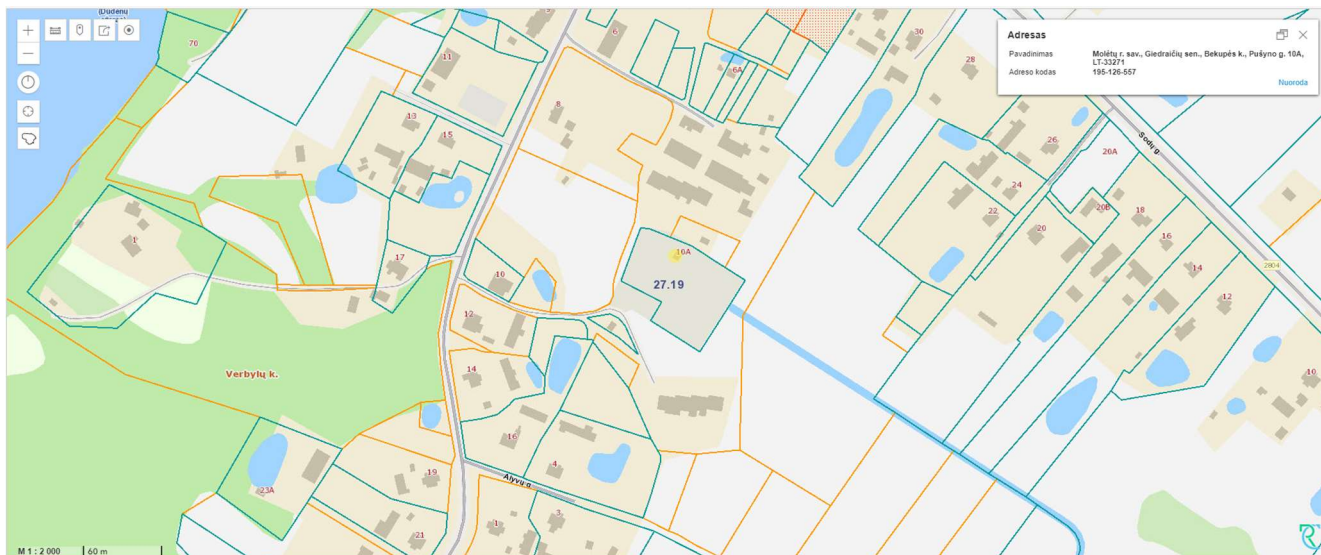 (Dūdėnų
Adresas
Pavadinimas
Molėtų r. sav., Giedraičių sen., Bekupės k., Pušyno g. 10A,
LT-33271
Adreso kodas
195-126-557
Nuoroda
70
6
30
11
6A
28
8
13
15
26
20A
Sodų g.
24
20B
18
22
20
16
1
17
10A
14
2804
10
27.19
12
12
14
10
Verbylų k.
16
4
19
23A
Alyvų g.
1
3
21
M 1 : 2 000
60 m